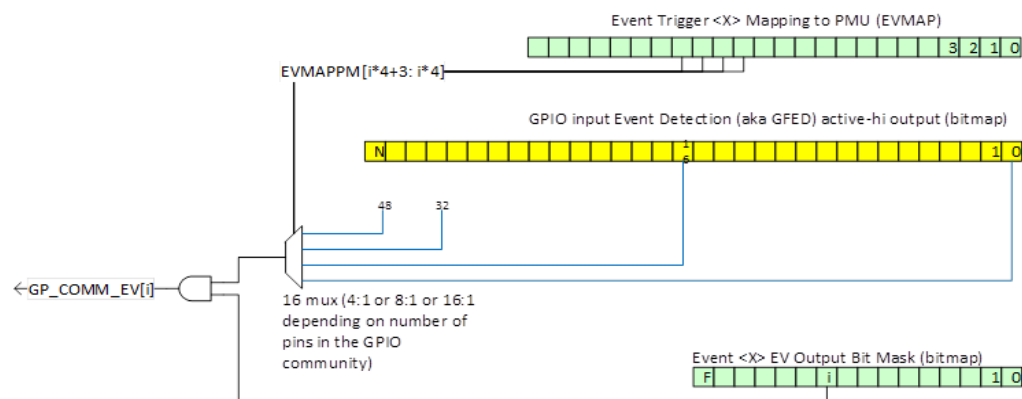 Event Trigger <X> Mapping to PMU (EVMAP)
3 2 1 0
EVMAPPM[i*4+3: i*4]
GPIO input Event Detection (aka GFED) active-hi output (bitmap)
N 16 1 0
48 32
GP_COMM_EV[i]
16 mux (4:1 or 8:1 or 16:1
depending on number of
pins in the GPIO
community)
Event <X> EV Output Bit Mask (bitmap)
F i 1 0